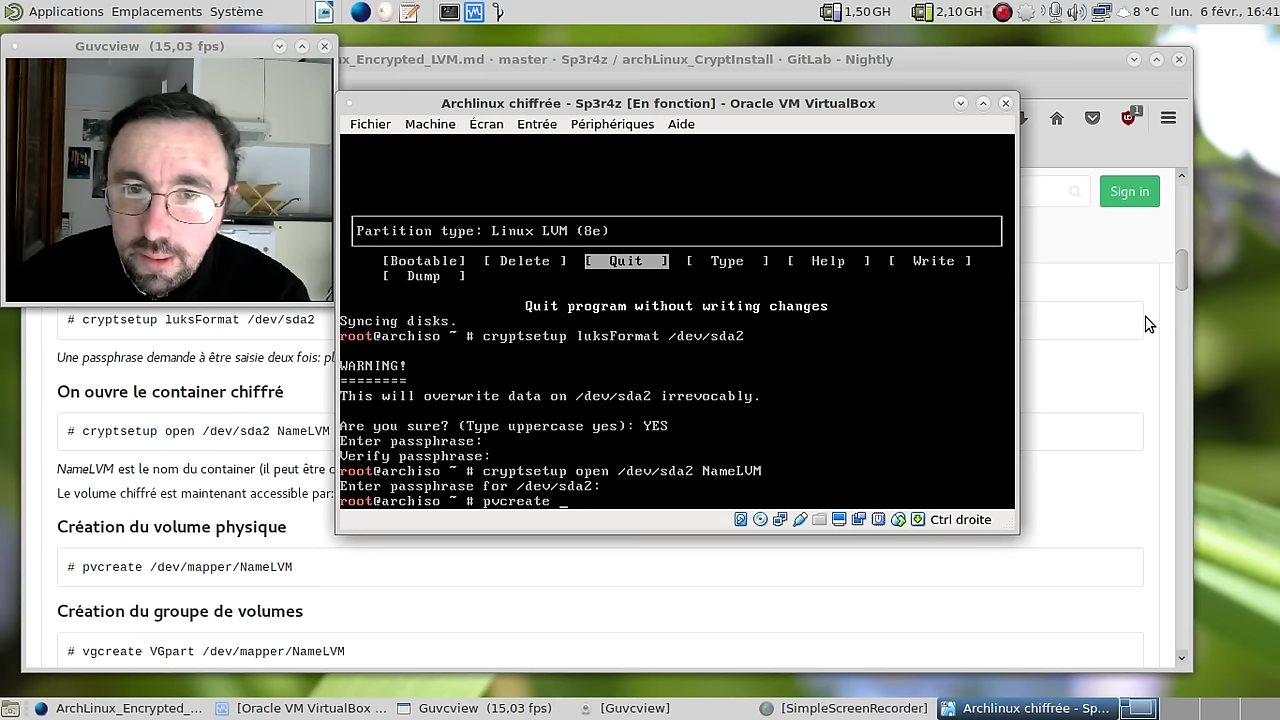 Applications Emplacements Système
1,50 GH
2,10 GH
8 °C
lun. 6 févr., 16:41
Guvcview (15,03 fps)
x_Encrypted_LVM.md · master · Sp3r4z / archLinux_CryptInstall · GitLab - Nightly
1
Sign in
Archlinux chiffrée - Sp3r4z [En fonction] - Oracle VM VirtualBox
Fichier Machine Écran Entrée Périphériques Aide
Partition type: Linux LVM (8e)
[Bootable] [ Delete ] [ Quit ] [ Type ] [ Help ] [ Write ]
[ Dump ]
Quit program without writing changes
Syncing disks.
root@archiso ~ # cryptsetup luksFormat /dev/sda2
WARNING!
========
This will overwrite data on /dev/sda2 irrevocably.
Are you sure? (Type uppercase yes): YES
Enter passphrase:
Verify passphrase:
root@archiso ~ # cryptsetup open /dev/sda2 NameLVM
Enter passphrase for /dev/sda2:
root@archiso ~ # pvcreate _
Ctrl droite
# cryptsetup luksFormat /dev/sda2
Une passphrase demande à être saisie deux fois:
On ouvre le container chiffré
# cryptsetup open /dev/sda2 NameLVM
NameLVM est le nom du container (il peut être
Le volume chiffré est maintenant accessible par:
Création du volume physique
# pvcreate /dev/mapper/NameLVM
Création du groupe de volumes
# vgcreate VGpart /dev/mapper/NameLVM
ArchLinux_Encrypted_...
[Oracle VM VirtualBox ...
Guvcview (15,03 fps)
[Guvcview]
[SimpleScreenRecorder]
Archlinux chiffrée - Sp...